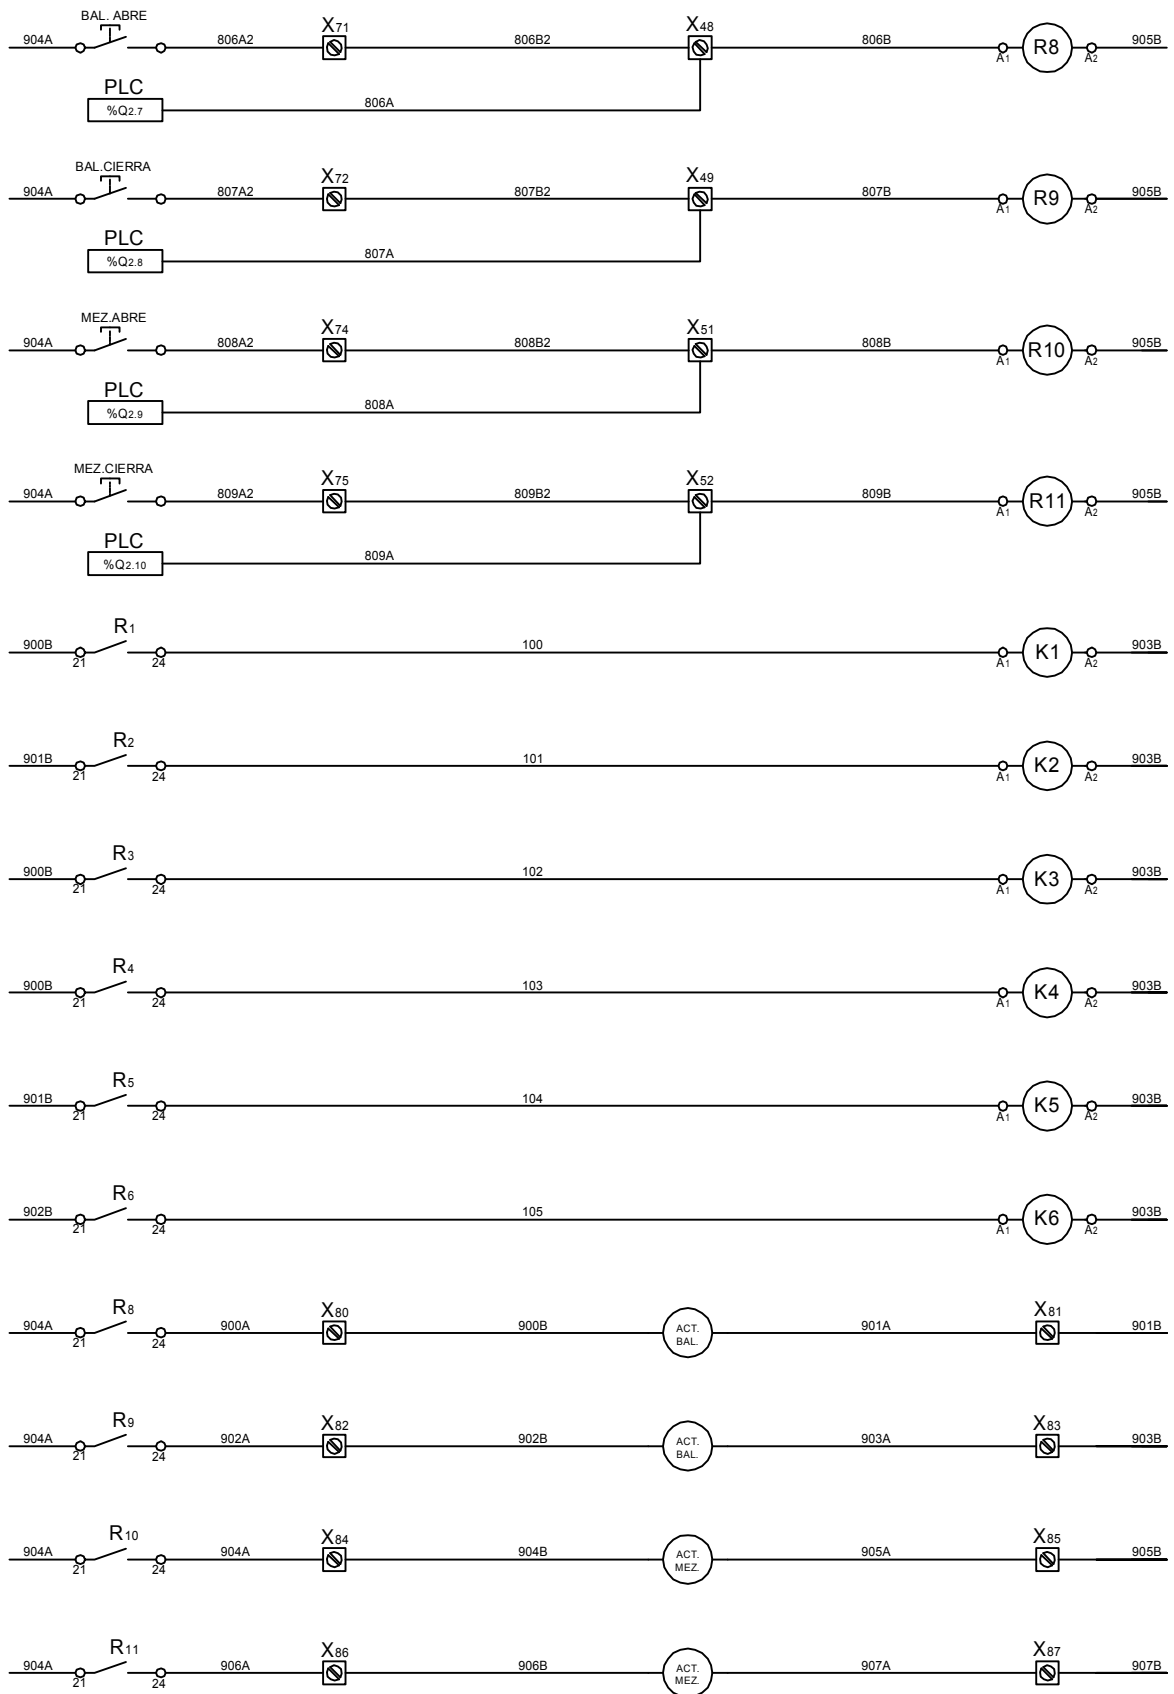 BAL. ABRE
904A 806A2 X71 806B2 X48 806B A1 R8 A2 905B
PLC
%Q2.7 806A
BAL.CIERRA
904A 807A2 X72 807B2 X49 807B A1 R9 A2 905B
PLC
%Q2.8 807A
MEZ.ABRE
904A 808A2 X74 808B2 X51 808B A1 R10 A2 905B
PLC
%Q2.9 808A
MEZ.CIERRA
904A 809A2 X75 809B2 X52 809B A1 R11 A2 905B
PLC
%Q2.10 809A
900B 21 R1 24 100 A1 K1 A2 903B
901B 21 R2 24 101 A1 K2 A2 903B
900B 21 R3 24 102 A1 K3 A2 903B
900B 21 R4 24 103 A1 K4 A2 903B
901B 21 R5 24 104 A1 K5 A2 903B
902B 21 R6 24 105 A1 K6 A2 903B
904A 21 R8 24 900A X80 900B ACT. BAL. 901A X81 901B
904A 21 R9 24 902A X82 902B ACT. BAL. 903A X83 903B
904A 21 R10 24 904A X84 904B ACT. MEZ. 905A X85 905B
904A 21 R11 24 906A X86 906B ACT. MEZ. 907A X87 907B